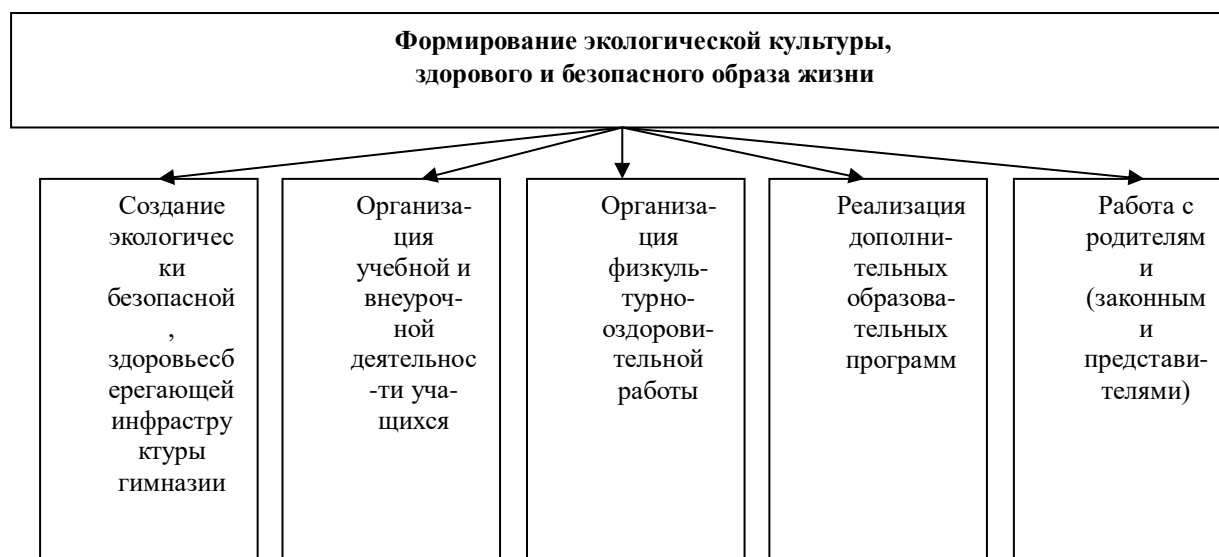 Формирование экологической культуры,
здорового и безопасного образа жизни
Создание
экологичес
ки
безопасной
,
здоровьесб
ерегающей
инфрастру
ктуры
гимназии
Организа-
ция
учебной и
внеуроч-
ной
деятельнос
-ти уча-
щихся
Организа-
ция
физкуль-
турно-
оздорови-
тельной
работы
Реализация
дополни-
тельных
образова-
тельных
программ
Работа с
родителям
и
(законным
и
представи-
телями)